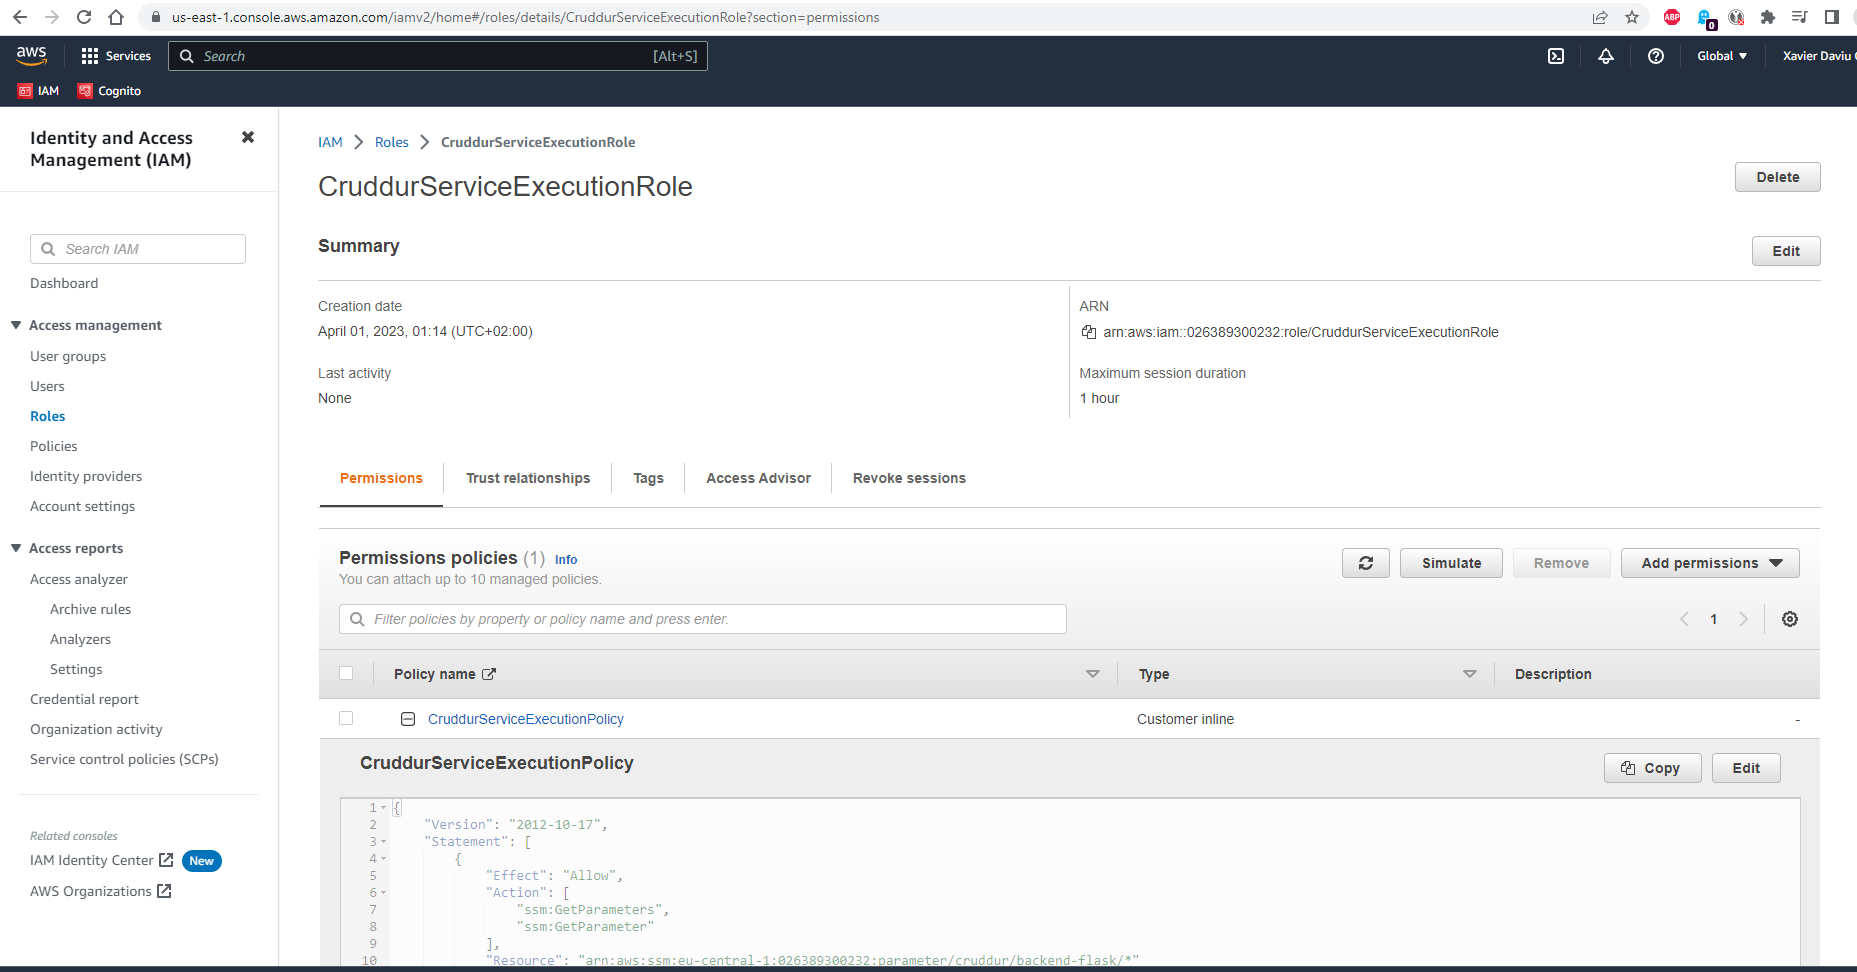 us-east-1.console.aws.amazon.com/iamv2/home#/roles/details/CruddurServiceExecutionRole?section=permissions
ABP
0
aws
Services
Search
[Alt+S]
Global
Xavier Daviu
IAM
Cognito
Identity and Access
Management (IAM)
Search IAM
Dashboard
Access management
User groups
Users
Roles
Policies
Identity providers
Account settings
Access reports
Access analyzer
Archive rules
Analyzers
Settings
Credential report
Organization activity
Service control policies (SCPs)
Related consoles
IAM Identity Center
New
AWS Organizations
IAM > Roles > CruddurServiceExecutionRole
CruddurServiceExecutionRole
Delete
Summary
Edit
Creation date
April 01, 2023, 01:14 (UTC+02:00)
Last activity
None
ARN
arn:aws:iam::026389300232:role/CruddurServiceExecutionRole
Maximum session duration
1 hour
Permissions
Trust relationships
Tags
Access Advisor
Revoke sessions
Permissions policies (1) Info
You can attach up to 10 managed policies.
Simulate
Remove
Add permissions
Filter policies by property or policy name and press enter.
1
Policy name
Type
Description
CruddurServiceExecutionPolicy
Customer inline
-
CruddurServiceExecutionPolicy
Copy
Edit
1 {
2 "Version": "2012-10-17",
3 "Statement": [
4 {
5 "Effect": "Allow",
6 "Action": [
7 "ssm:GetParameters",
8 "ssm:GetParameter"
9 ],
10 "Resource": "arn:aws:ssm:eu-central-1:026389300232:parameter/cruddur/backend-flask/*"